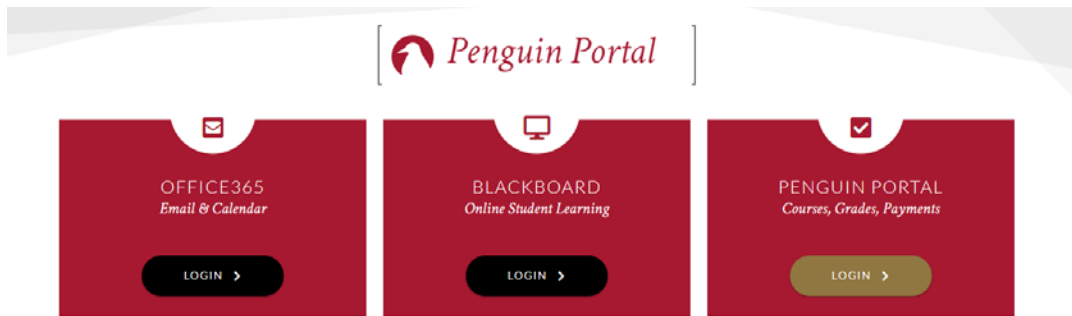 Penguin Portal
OFFICE365
Email & Calendar
LOGIN
BLACKBOARD
Online Student Learning
LOGIN
PENGUIN PORTAL
Courses, Grades, Payments
LOGIN